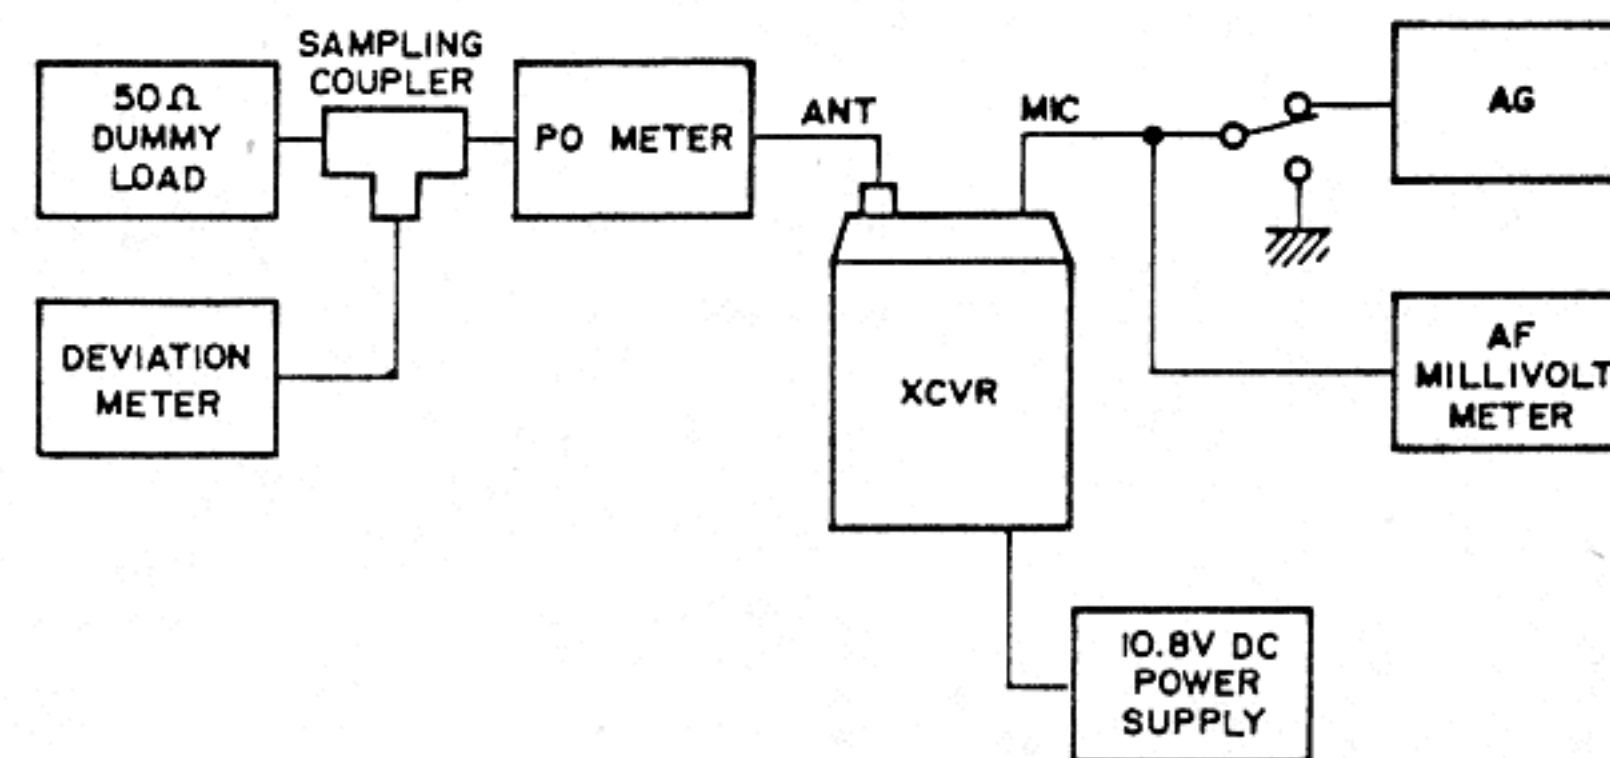 SAMPLING
COUPLER
50Ω
DUMMY
LOAD
PO METER
ANT
MIC
AG
DEVIATION
METER
XCVR
AF
MILLIVOLT
METER
10.8V DC
POWER
SUPPLY